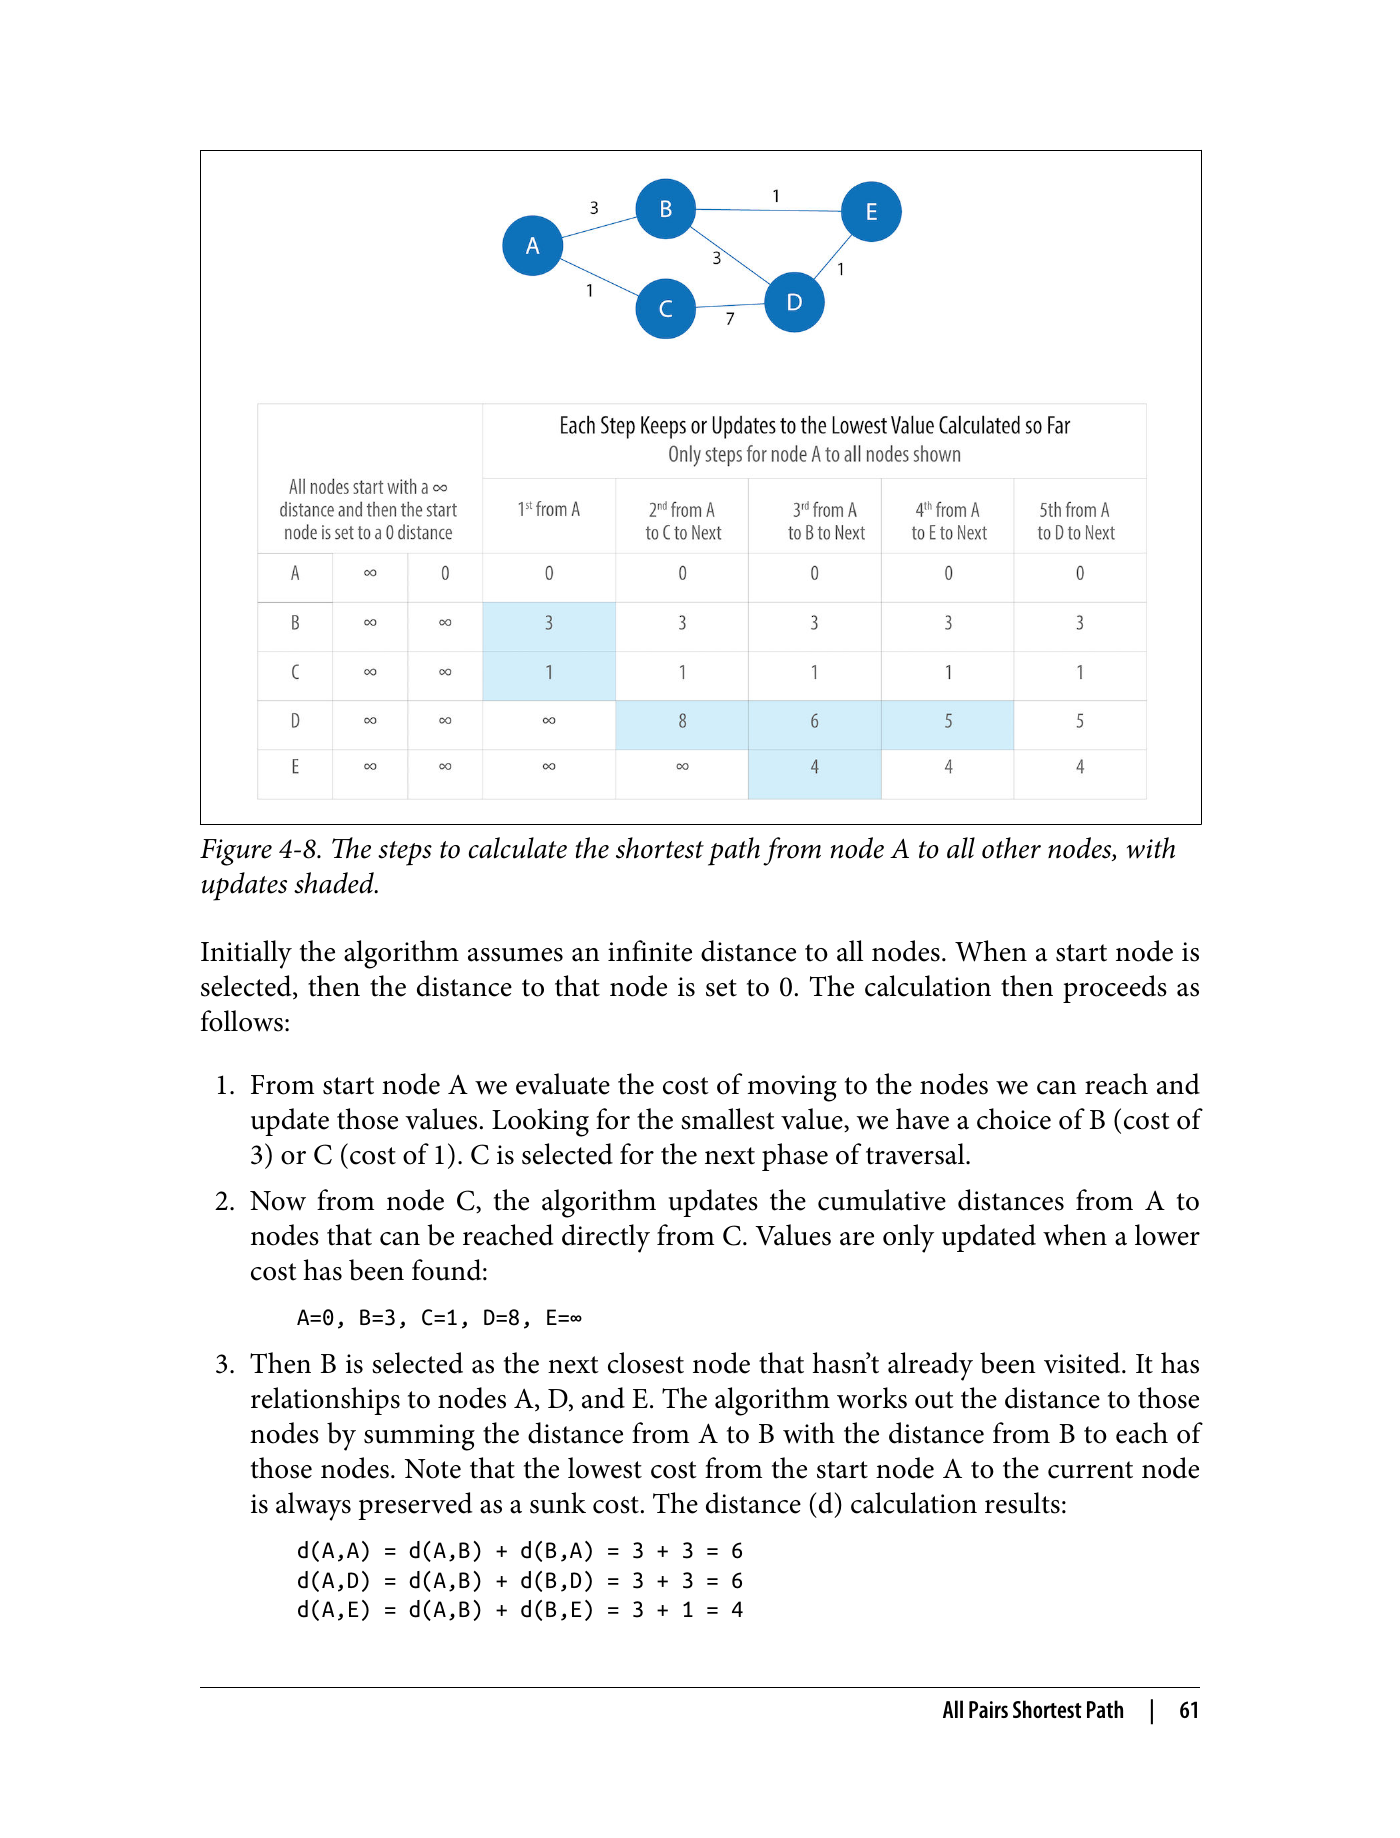 3
B
1
E
A
3
1
1
C
7
D
Each Step Keeps or Updates to the Lowest Value Calculated so Far
Only steps for node A to all nodes shown
All nodes start with a ∞
distance and then the start
node is set to a 0 distance
1st from A
2nd from A
to C to Next
3rd from A
to B to Next
4th from A
to E to Next
5th from A
to D to Next
A ∞ 0 0 0 0 0 0
B ∞ ∞ 3 3 3 3 3
C ∞ ∞ 1 1 1 1 1
D ∞ ∞ ∞ 8 6 5 5
E ∞ ∞ ∞ ∞ 4 4 4
Figure 4-8. The steps to calculate the shortest path from node A to all other nodes, with
updates shaded.
Initially the algorithm assumes an infinite distance to all nodes. When a start node is
selected, then the distance to that node is set to 0. The calculation then proceeds as
follows:
1. From start node A we evaluate the cost of moving to the nodes we can reach and
update those values. Looking for the smallest value, we have a choice of B (cost of
3) or C (cost of 1). C is selected for the next phase of traversal.
2. Now from node C, the algorithm updates the cumulative distances from A to
nodes that can be reached directly from C. Values are only updated when a lower
cost has been found:
A=0, B=3, C=1, D=8, E=∞
3. Then B is selected as the next closest node that hasn’t already been visited. It has
relationships to nodes A, D, and E. The algorithm works out the distance to those
nodes by summing the distance from A to B with the distance from B to each of
those nodes. Note that the lowest cost from the start node A to the current node
is always preserved as a sunk cost. The distance (d) calculation results:
d(A,A) = d(A,B) + d(B,A) = 3 + 3 = 6
d(A,D) = d(A,B) + d(B,D) = 3 + 3 = 6
d(A,E) = d(A,B) + d(B,E) = 3 + 1 = 4
All Pairs Shortest Path | 61